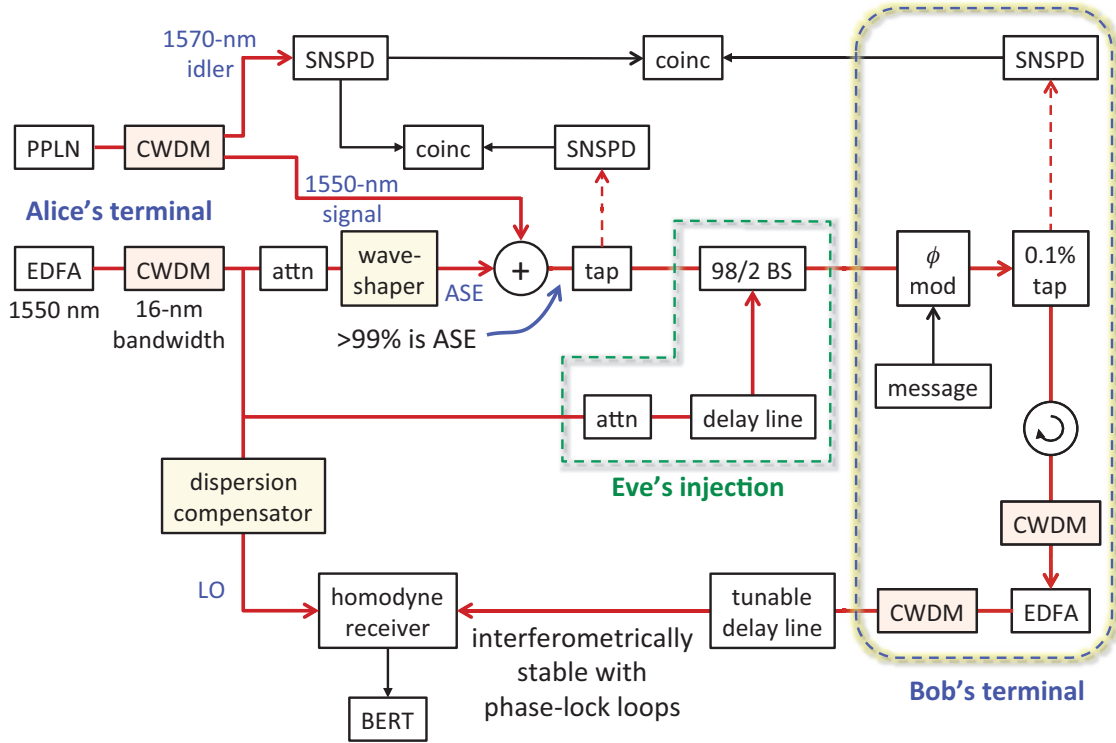 1570-nm
idler
SNSPD
coinc
SNSPD
PPLN
CWDM
coinc
SNSPD
Alice's terminal
1550-nm
signal
EDFA
CWDM
attn
wave-
shaper
ASE
+
tap
98/2 BS
ϕ
mod
0.1%
tap
1550 nm
16-nm
bandwidth
>99% is ASE
message
attn
delay line
Eve's injection
dispersion
compensator
CWDM
LO
homodyne
receiver
interferometrically
stable with
phase-lock loops
tunable
delay line
CWDM
EDFA
BERT
Bob's terminal